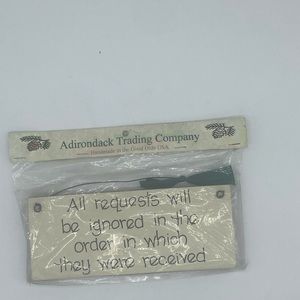 Adirondack Trading Company
Handmade in the Good Olde USA
All requests will
be ignored in the
order in which
they were received